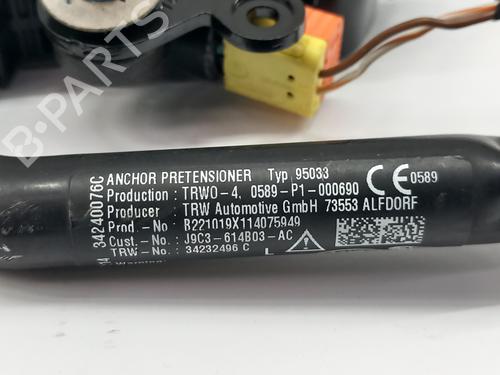 B-PARTS
ANCHOR PRETENSIONER Typ 95033
Production : TRWO-4, 0589-P1-000690
Producer : TRW Automotive GmbH 73553 ALFDORF
Prod.-No : B221019X114075949
Cust.-No : J9C3-614B03-AC
TRW-No : 34232496 C
CE 0589
34240076C